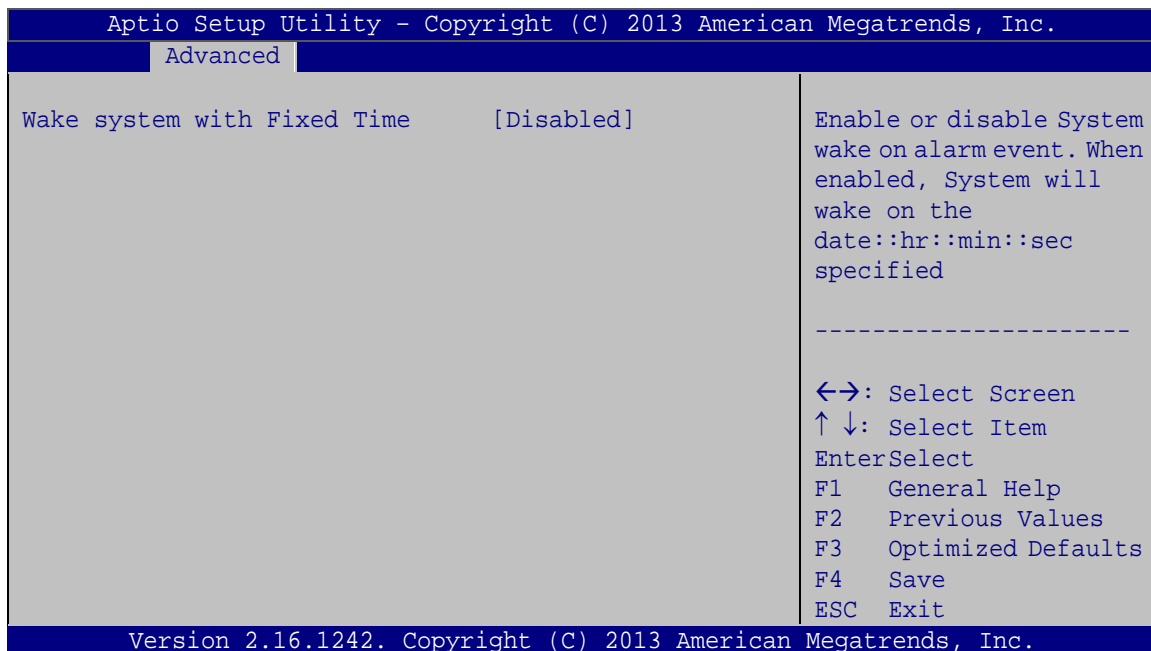 Aptio Setup Utility – Copyright (C) 2013 American Megatrends, Inc.
Advanced
Wake system with Fixed Time [Disabled]
Enable or disable System
wake on alarm event. When
enabled, System will
wake on the
date::hr::min::sec
specified
----------------------
←→: Select Screen
↑ ↓: Select Item
EnterSelect
F1 General Help
F2 Previous Values
F3 Optimized Defaults
F4 Save
ESC Exit
Version 2.16.1242. Copyright (C) 2013 American Megatrends, Inc.